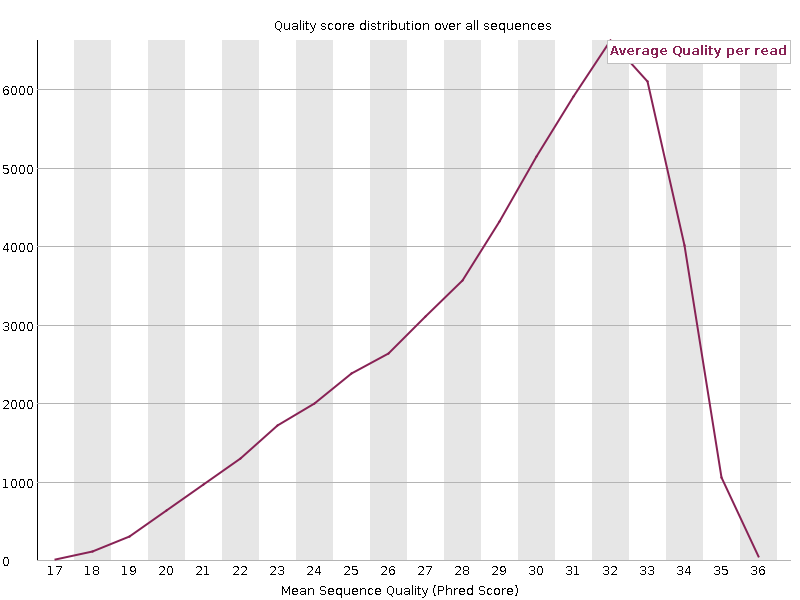 Quality score distribution over all sequences
Average Quality per read
6000
5000
4000
3000
2000
1000
0
17 18 19 20 21 22 23 24 25 26 27 28 29 30 31 32 33 34 35 36
Mean Sequence Quality (Phred Score)